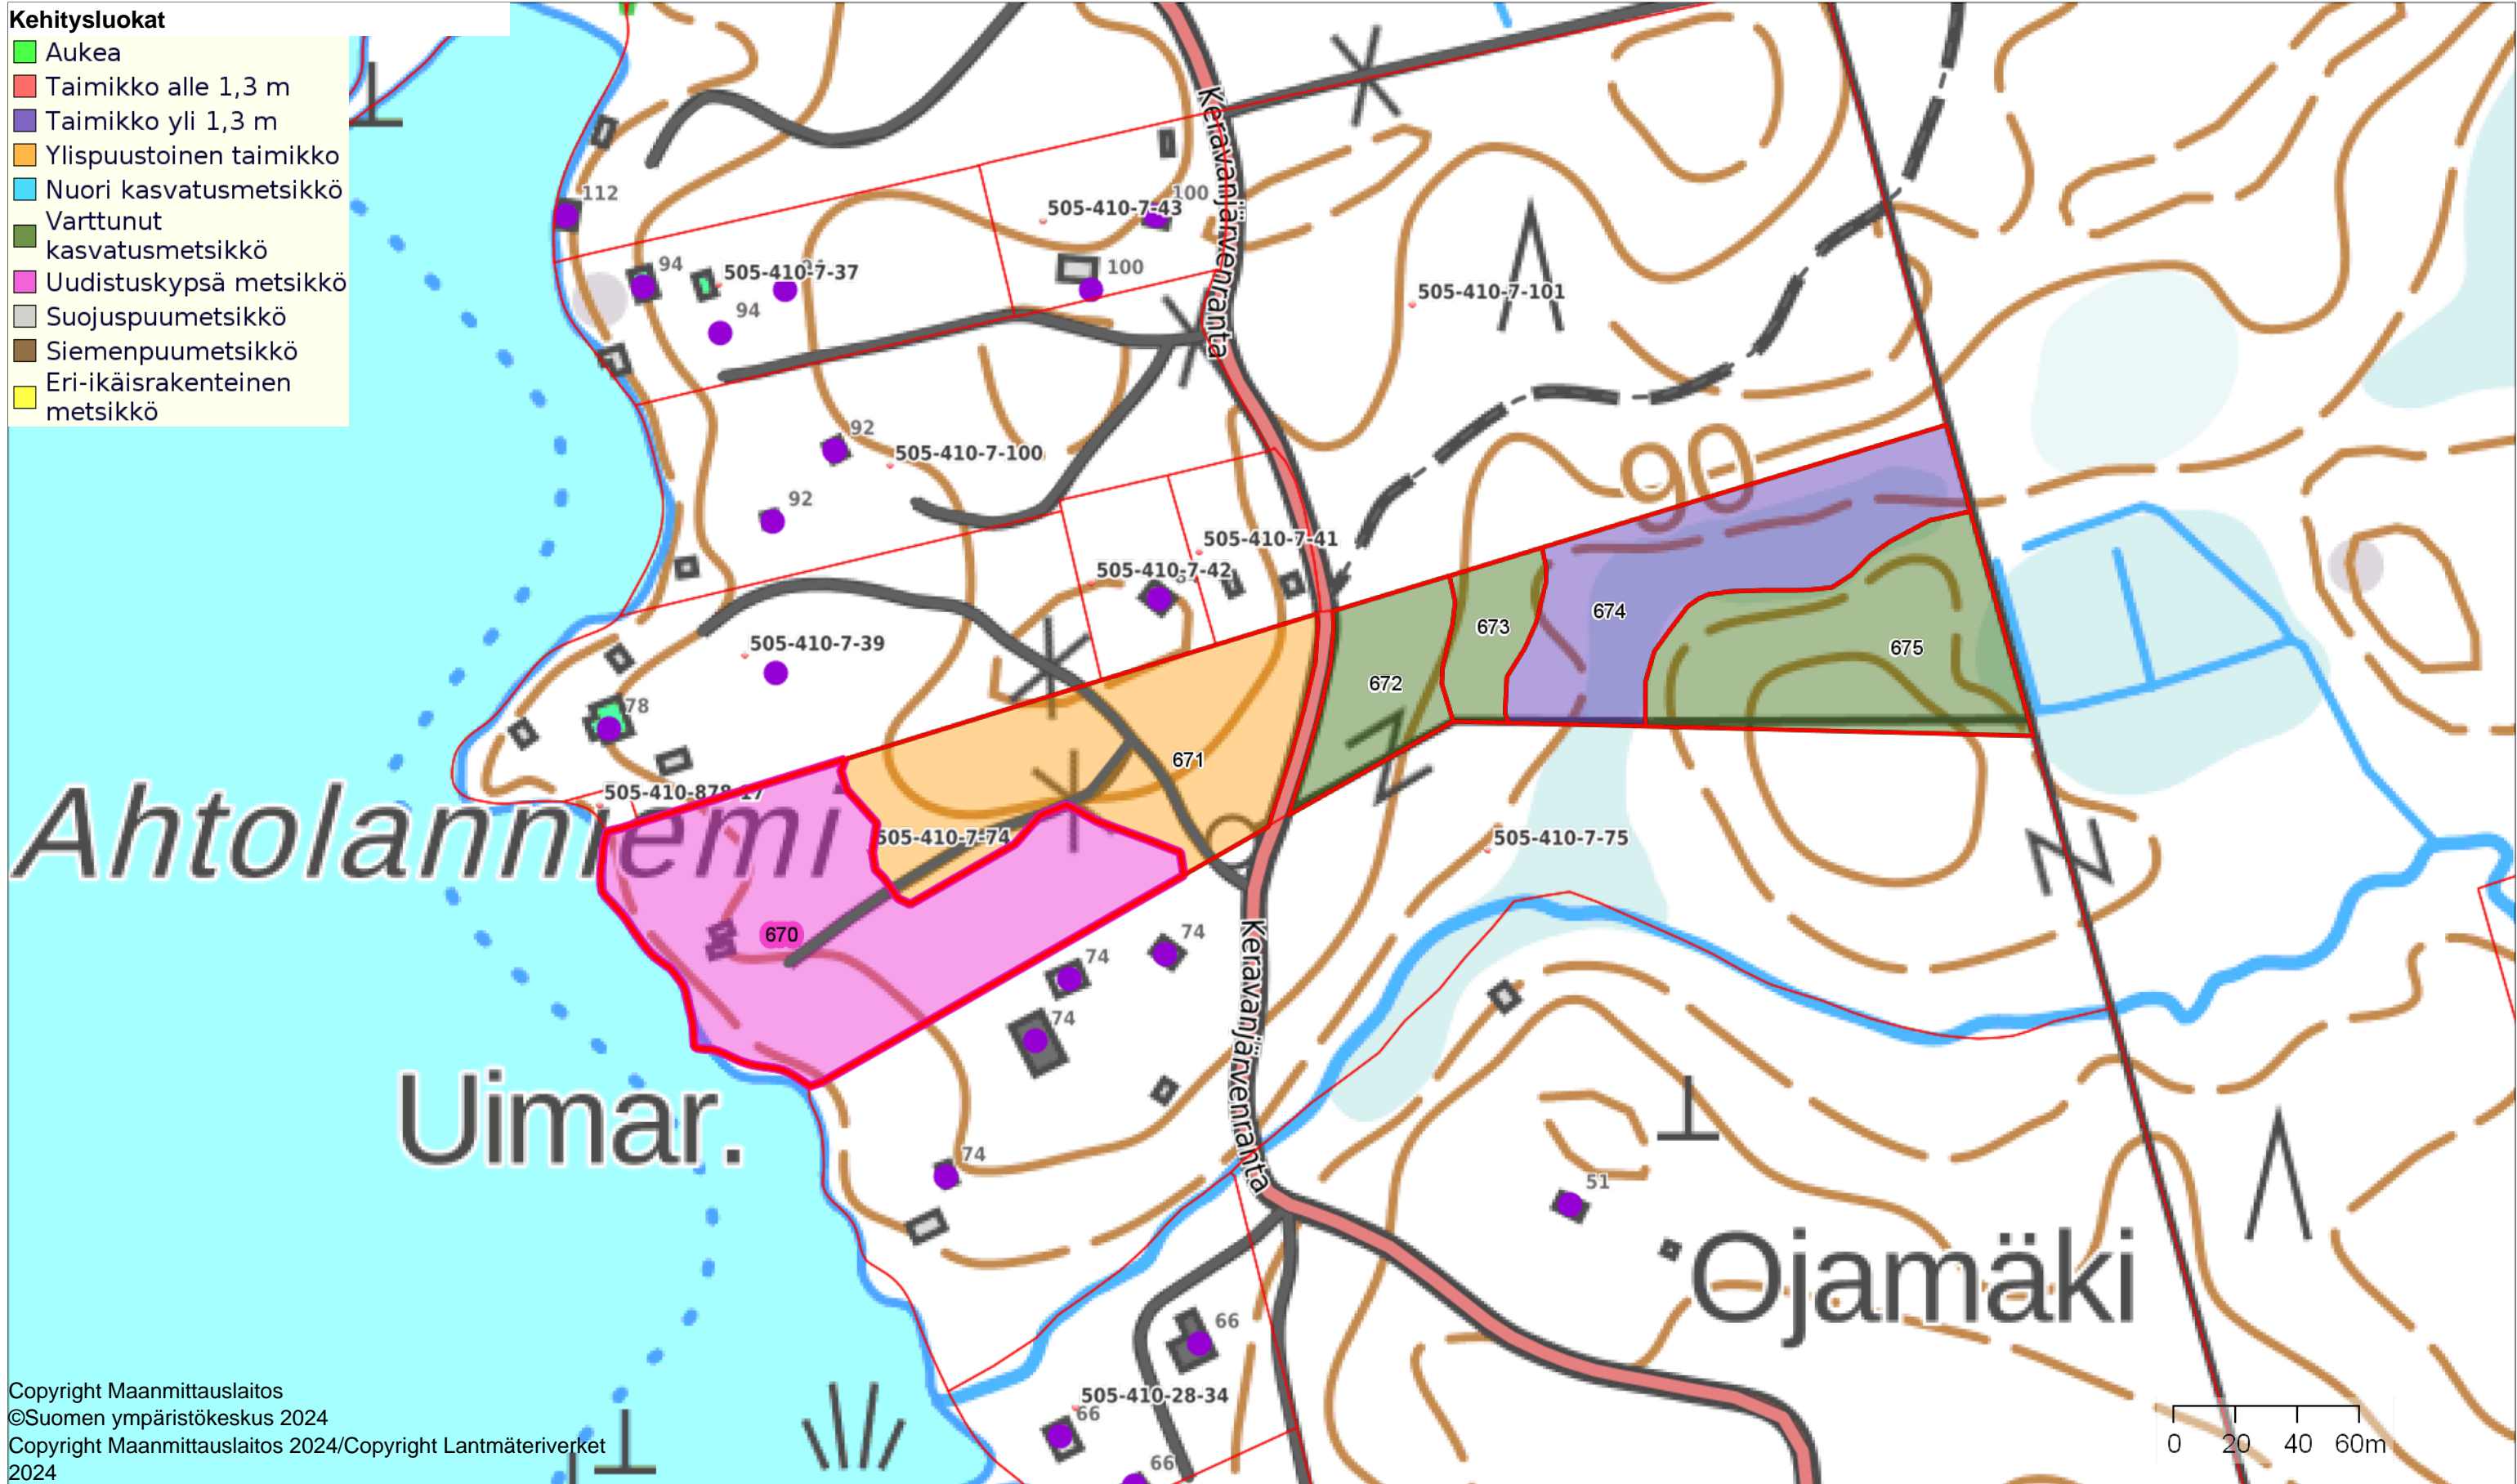 Kehitysluokat
Aukea
Taimikko alle 1,3 m
Taimikko yli 1,3 m
Ylispuustoinen taimikko
Nuori kasvatusmetsikkö
Varttunut
kasvatusmetsikkö
Uudistuskypsä metsikkö
Suojuspuumetsikkö
Siemenpuumetsikkö
Eri-ikäisrakenteinen
metsikkö
Keravanjärvenranta
112
100
505-410-7-43
94
505-410-7-37
100
505-410-7-101
94
92
505-410-7-100
90
92
505-410-7-41
505-410-7-42
674
673
505-410-7-39
675
672
78
671
505-410-878-17
Ahtolanniemi
505-410-7-74
505-410-7-75
670
74
74
74
Keravanjärvenranta
Uimar.
74
51
Ojamäki
66
505-410-28-34
66
66
Copyright Maanmittauslaitos
©Suomen ympäristökeskus 2024
Copyright Maanmittauslaitos 2024/Copyright Lantmäteriverket
2024
0 20 40 60m